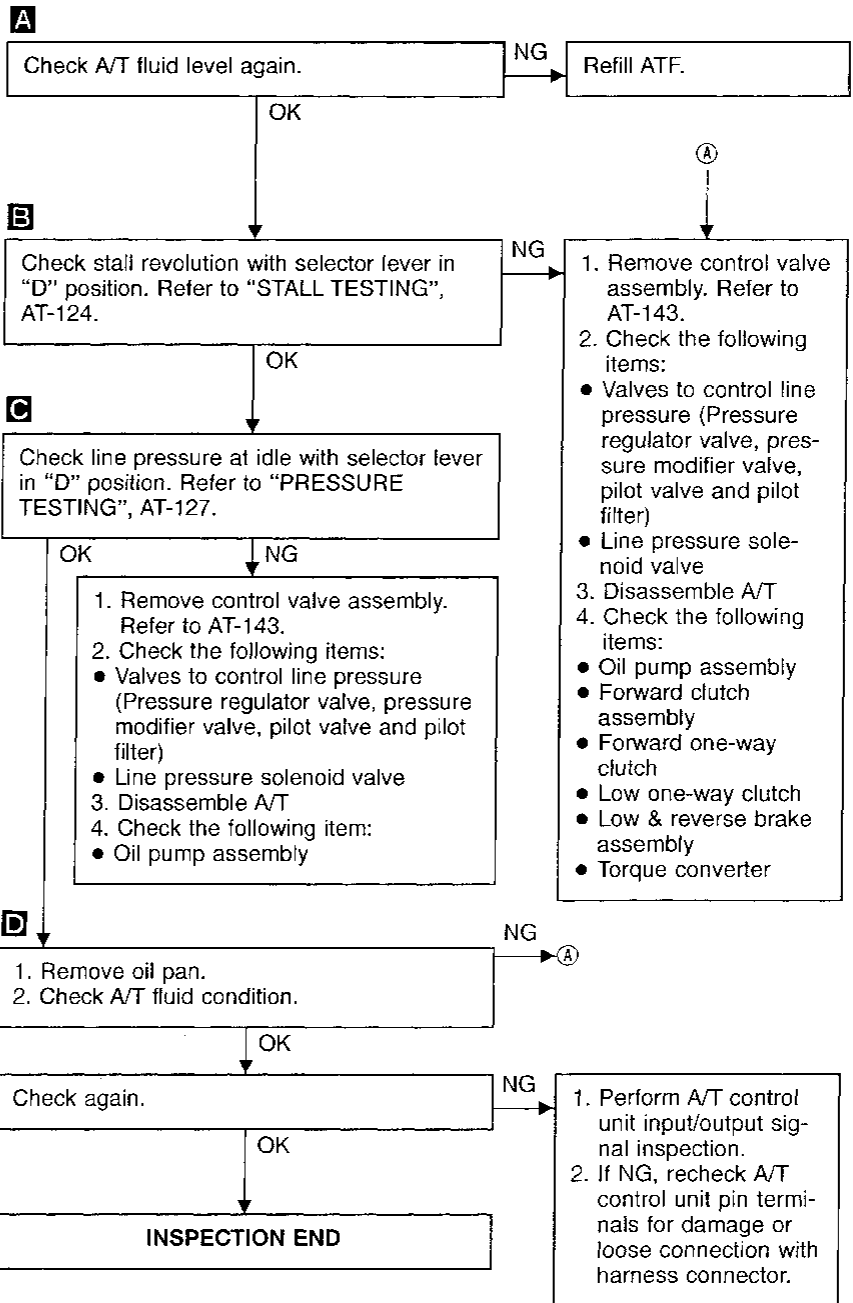 A
Check A/T fluid level again.
NG
Refill ATF.
OK
Ⓐ
B
Check stall revolution with selector lever in
“D” position. Refer to “STALL TESTING”,
AT-124.
NG
1. Remove control valve
assembly. Refer to
AT-143.
2. Check the following
items:
● Valves to control line
pressure (Pressure
regulator valve, pres-
sure modifier valve,
pilot valve and pilot
filter)
● Line pressure sole-
noid valve
3. Disassemble A/T
4. Check the following
items:
● Oil pump assembly
● Forward clutch
assembly
● Forward one-way
clutch
● Low one-way clutch
● Low & reverse brake
assembly
● Torque converter
OK
C
Check line pressure at idle with selector lever
in “D” position. Refer to “PRESSURE
TESTING”, AT-127.
OK
NG
1. Remove control valve assembly.
Refer to AT-143.
2. Check the following items:
● Valves to control line pressure
(Pressure regulator valve, pressure
modifier valve, pilot valve and pilot
filter)
● Line pressure solenoid valve
3. Disassemble A/T
4. Check the following item:
● Oil pump assembly
D
1. Remove oil pan.
2. Check A/T fluid condition.
NG
Ⓐ
OK
Check again.
NG
1. Perform A/T control
unit input/output sig-
nal inspection.
2. If NG, recheck A/T
control unit pin termi-
nals for damage or
loose connection with
harness connector.
OK
INSPECTION END